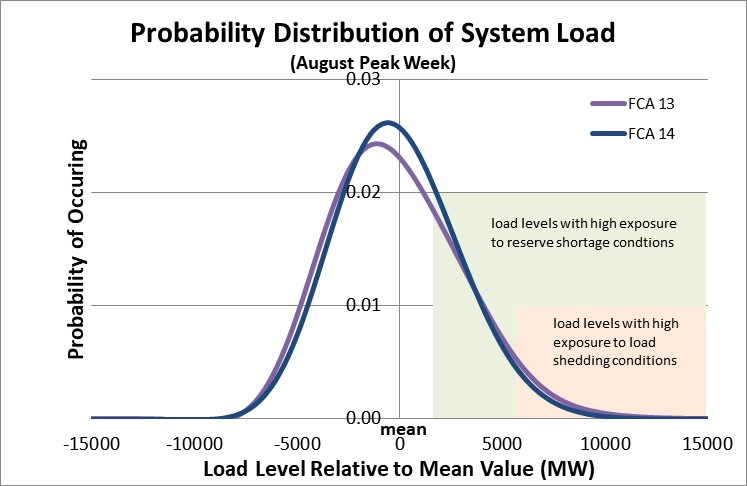 Probability Distribution of System Load
(August Peak Week)
0.03
FCA 13
FCA 14
Probability of Occuring
0.02
load levels with high exposure
to reserve shortage condtions
0.01
load levels with high
exposure to load
shedding conditions
0.00
mean
-15000 -10000 -5000 0 5000 10000 15000
Load Level Relative to Mean Value (MW)